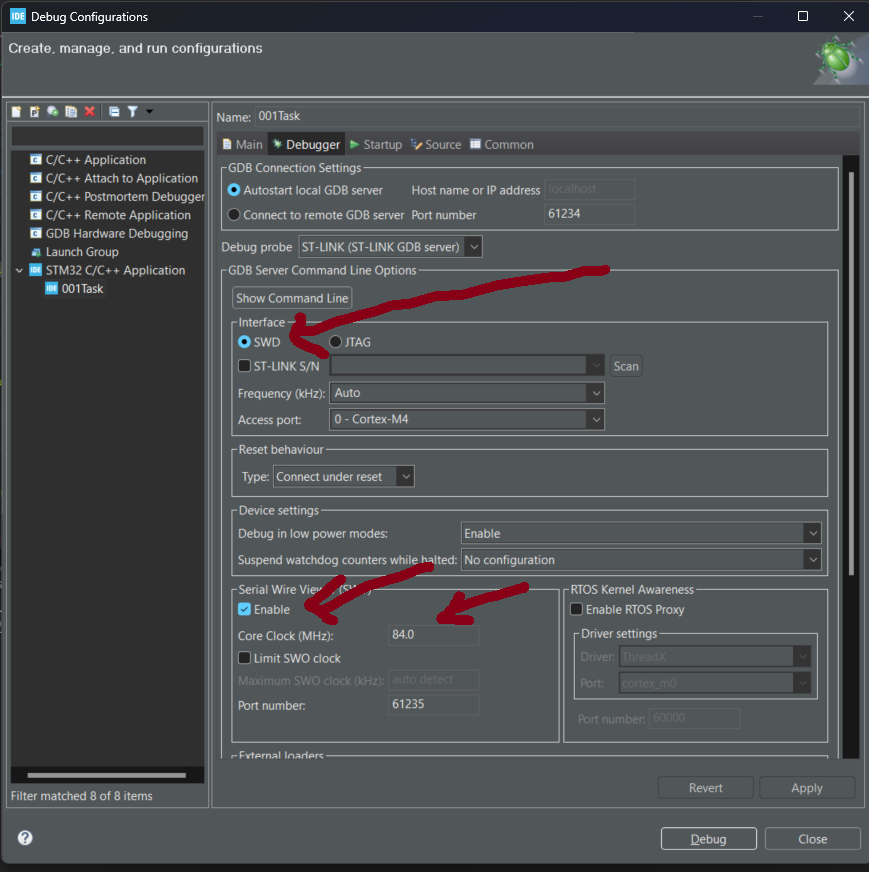 IDE Debug Configurations
Create, manage, and run configurations
Name: 001Task
Main Debugger Startup Source Common
C/C++ Application
C/C++ Attach to Application
C/C++ Postmortem Debugger
C/C++ Remote Application
GDB Hardware Debugging
Launch Group
IDE STM32 C/C++ Application
IDE 001Task
Filter matched 8 of 8 items
GDB Connection Settings
Autostart local GDB server Host name or IP address localhost
Connect to remote GDB server Port number 61234
Debug probe ST-LINK (ST-LINK GDB server)
GDB Server Command Line Options
Show Command Line
Interface
SWD JTAG
ST-LINK S/N Scan
Frequency (kHz): Auto
Access port: 0 - Cortex-M4
Reset behaviour
Type: Connect under reset
Device settings
Debug in low power modes: Enable
Suspend watchdog counters while halted: No configuration
Serial Wire
Enable
Core Clock (MHz): 84.0
Limit SWO clock
Maximum SWO clock (kHz): auto detect
Port number: 61235
RTOS Kernel Awareness
Enable RTOS Proxy
Driver settings
Driver: ThreadX
Port: cortex_m0
Port number: 60000
External loaders
Revert Apply
Debug Close